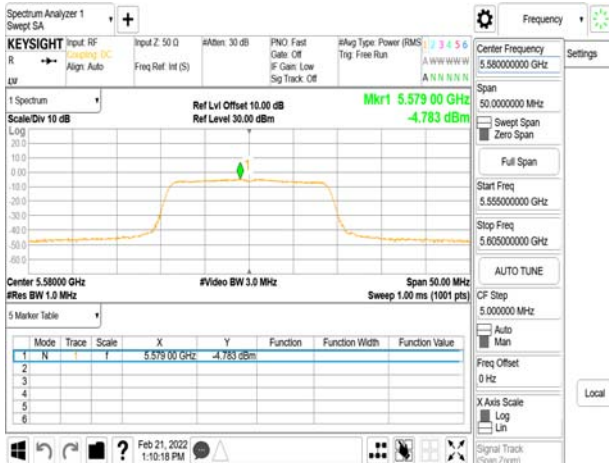 Spectrum Analyzer 1
Swept SA
+
Frequency
KEYSIGHT
R
Input: RF
Coupling: DC
Align: Auto
Input Z: 50 Ω
Freq Ref: Int (S)
#Atten: 30 dB
PNO: Fast
Gate: Off
IF Gain: Low
Sig Track: Off
#Avg Type: Power (RMS)
Trig: Free Run
1 2 3 4 5 6
A W W W W W
A N N N N N
1 Spectrum
Scale/Div 10 dB
Ref Lvl Offset 10.00 dB
Ref Level 30.00 dBm
Mkr1 5.579 00 GHz
-4.783 dBm
Log
20.0
10.0
0.00
-10.0
-20.0
-30.0
-40.0
-50.0
-60.0
1
Center 5.58000 GHz
#Res BW 1.0 MHz
#Video BW 3.0 MHz
Span 50.00 MHz
Sweep 1.00 ms (1001 pts)
5 Marker Table
Mode Trace Scale X Y Function Function Width Function Value
1 N 1 f 5.579 00 GHz -4.783 dBm
2
3
4
5
6
Feb 21, 2022
1:10:18 PM
Center Frequency
5.580000000 GHz
Settings
Span
50.0000000 MHz
Swept Span
Zero Span
Full Span
Start Freq
5.555000000 GHz
Stop Freq
5.605000000 GHz
AUTO TUNE
CF Step
5.000000 MHz
Auto
Man
Freq Offset
0 Hz
X Axis Scale
Log
Lin
Local
Signal Track
(Span Zoom)